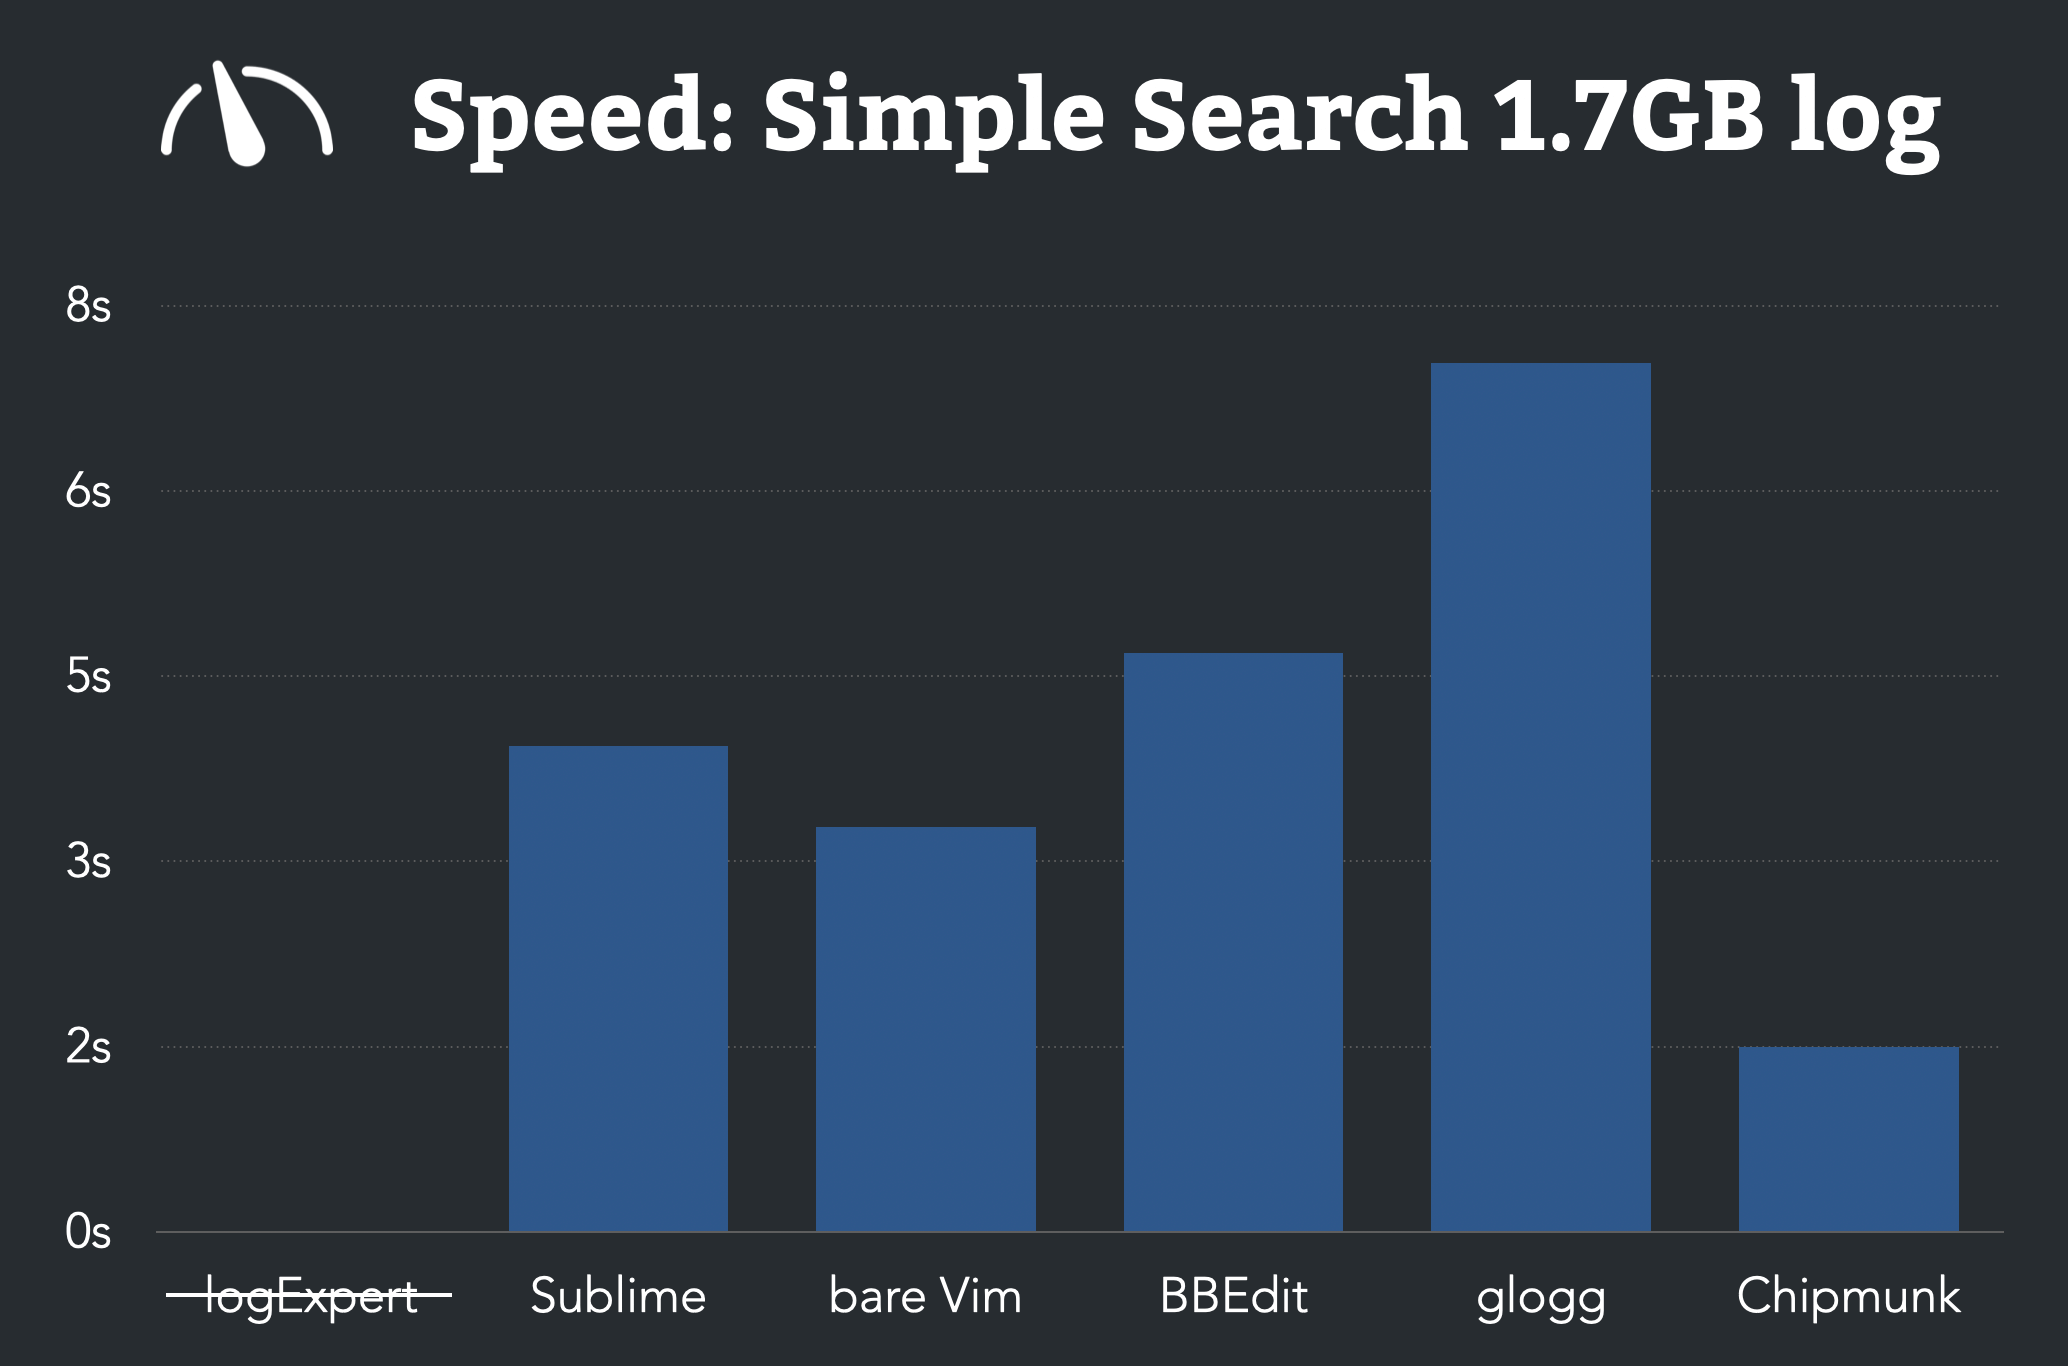 Speed: Simple Search 1.7GB log
8s
6s
5s
3s
2s
0s
logExpert Sublime bare Vim BBEdit glogg Chipmunk